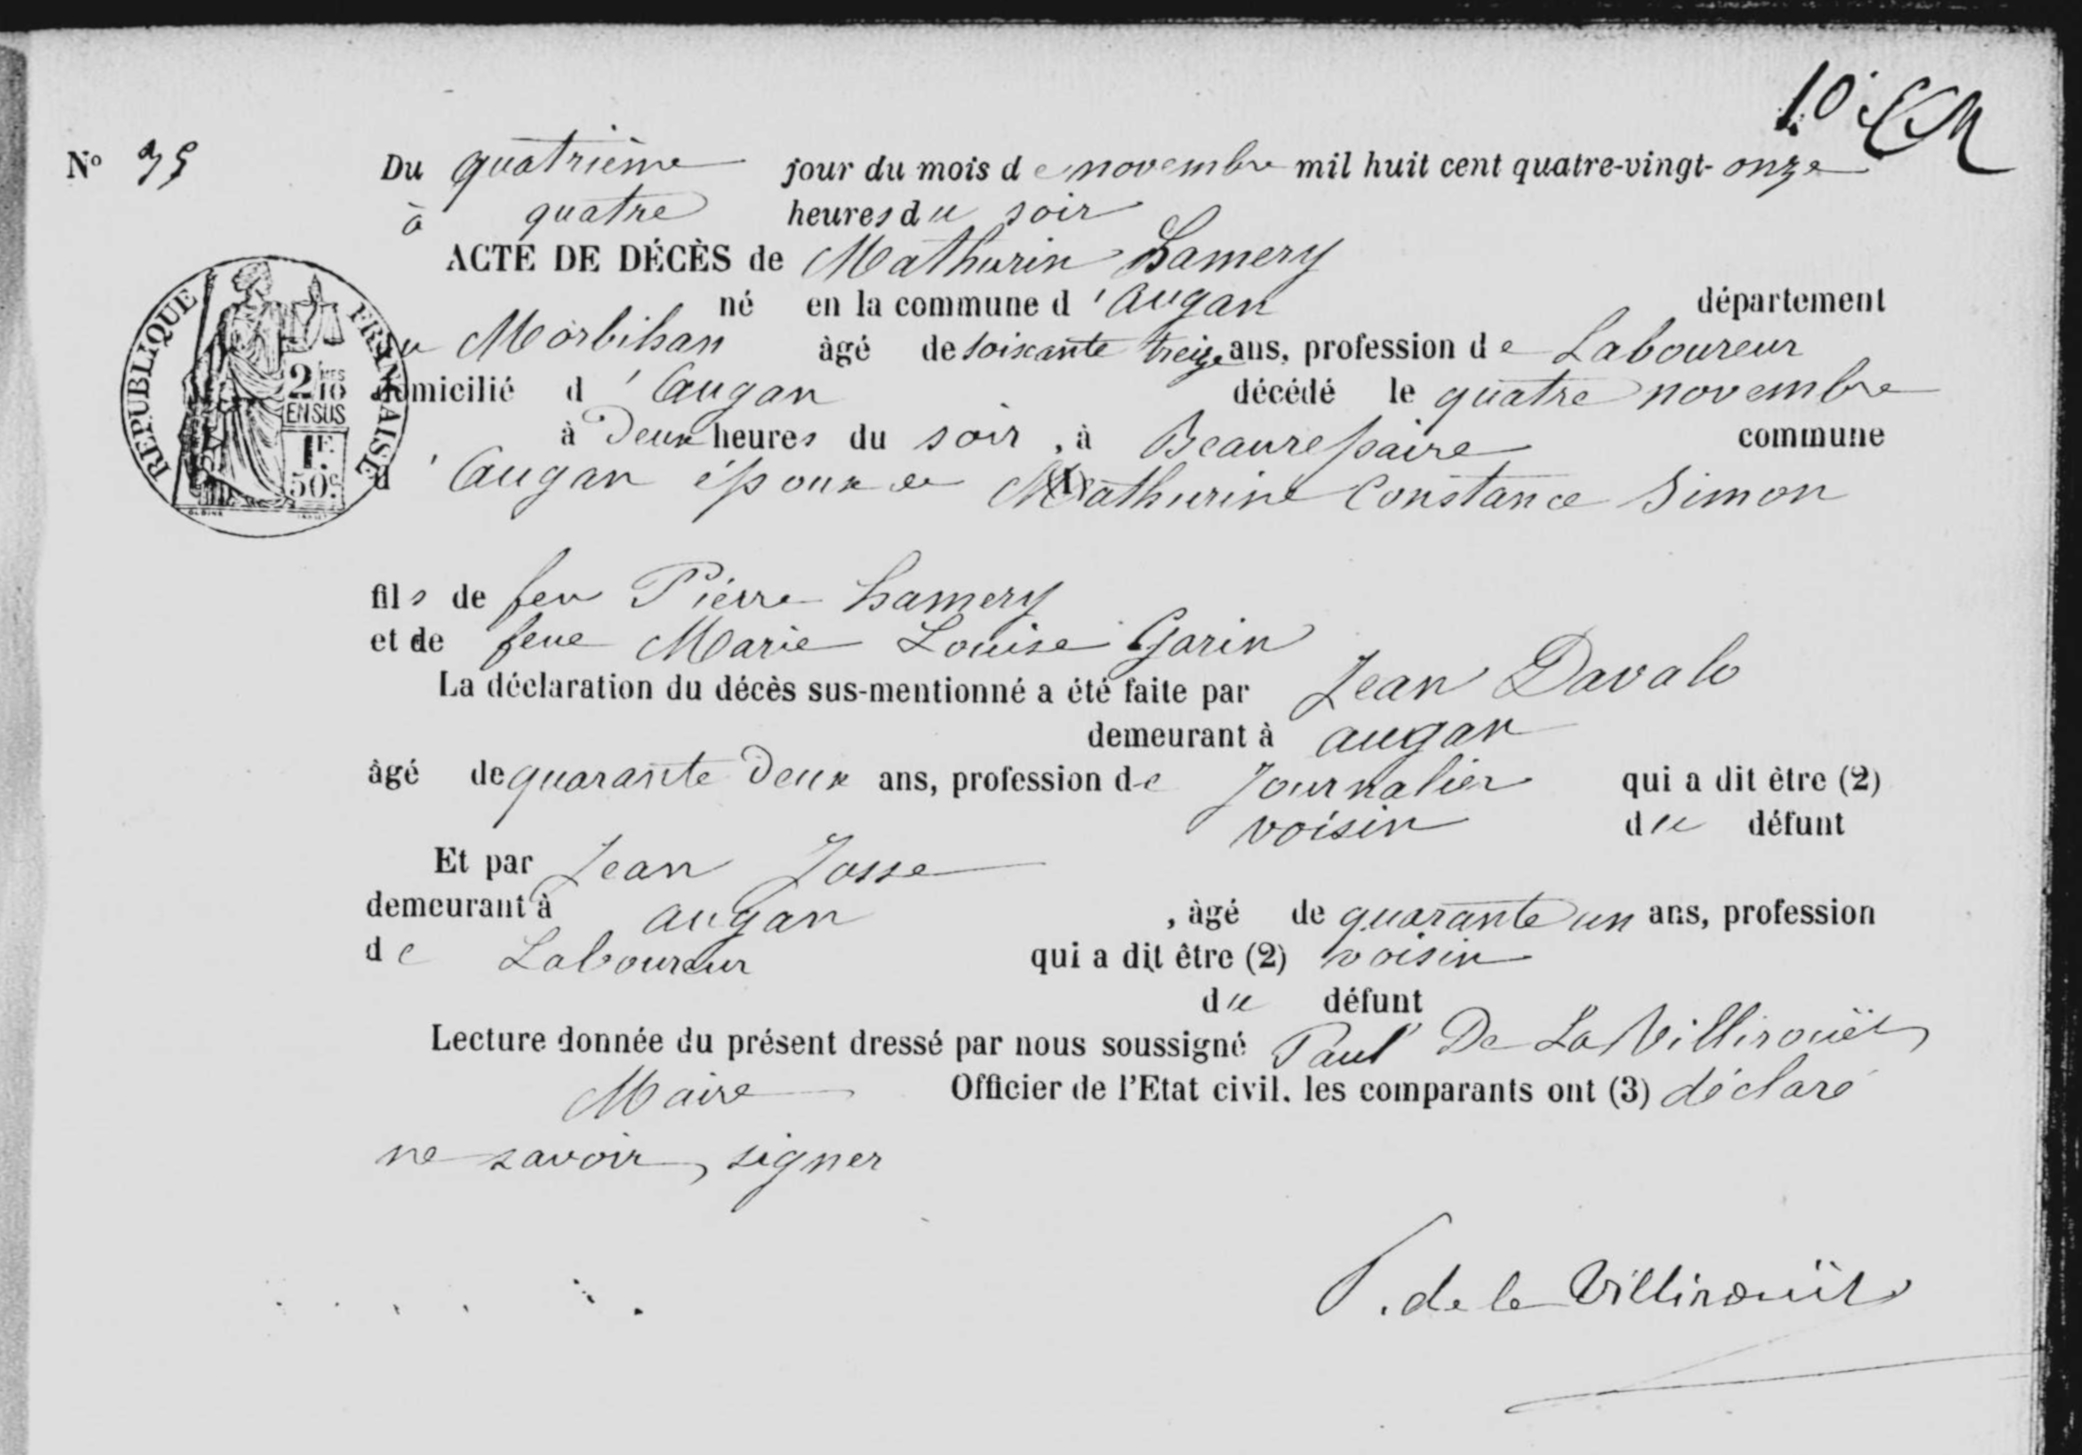 10
N° 35 Du quatrième jour du mois de novembre mil huit cent quatre-vingt-onze
à quatre heures du soir
ACTE DE DÉCÈS de Mathurin Lamery
né en la commune d'Augan département
du Morbihan âgé de soixante treize ans, profession de Laboureur
domicilié d'Augan décédé le quatre novembre
à Deux heures du soir, à Beaurepaire commune
d'Augan époux de Mathurine Constance Simon
RÉPUBLIQUE FRANÇAISE
2/10 MES
EN SUS
1F.
50C.
fils de feu Pierre Lamery
et de feue Marie Louise Garin
La déclaration du décès sus-mentionné a été faite par Jean Davalo
demeurant à augan
âgé de quarante Deux ans, profession de Journalier qui a dit être (2)
voisin du défunt
Et par Jean Josse
demeurant à augan, âgé de quarante un ans, profession
de Laboureur qui a dit être (2) voisin
du défunt
Lecture donnée du présent dressé par nous soussigné Paul De La Villirouët
Maire Officier de l'Etat civil. les comparants ont (3) déclaré
ne savoir signer
P. de la Villirouët